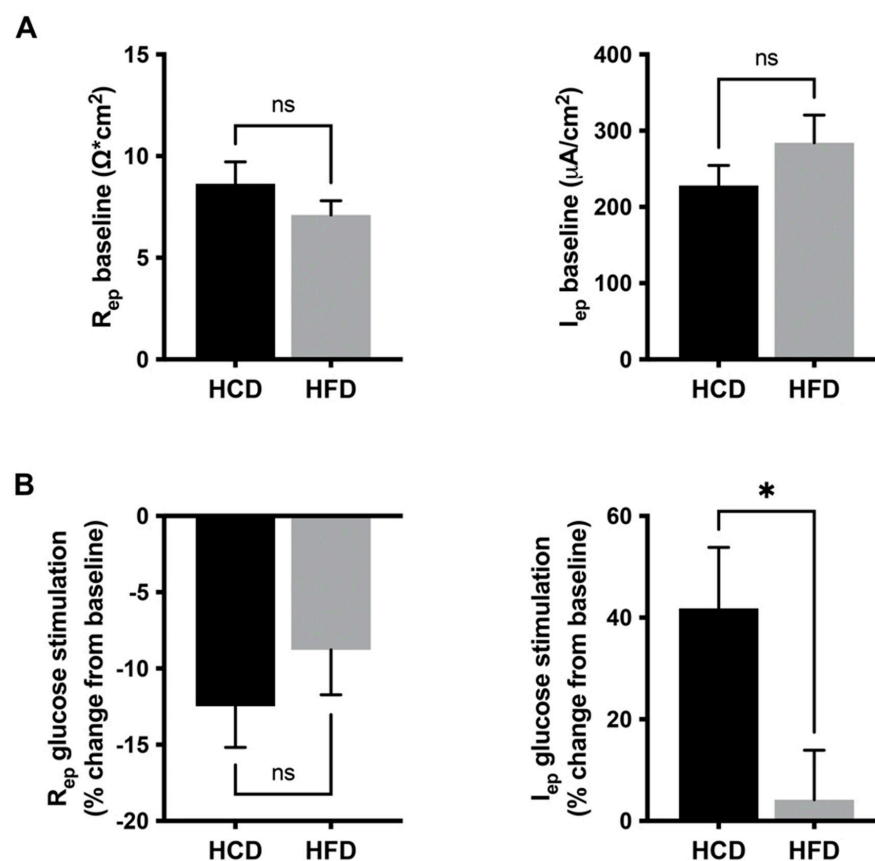 A
R_ep baseline (Ω*cm²)
15
10
5
0
ns
HCD HFD
I_ep baseline (μA/cm²)
400
300
200
100
0
ns
HCD HFD
B
R_ep glucose stimulation
(% change from baseline)
0
-5
-10
-15
-20
ns
HCD HFD
I_ep glucose stimulation
(% change from baseline)
60
40
20
0
*
HCD HFD